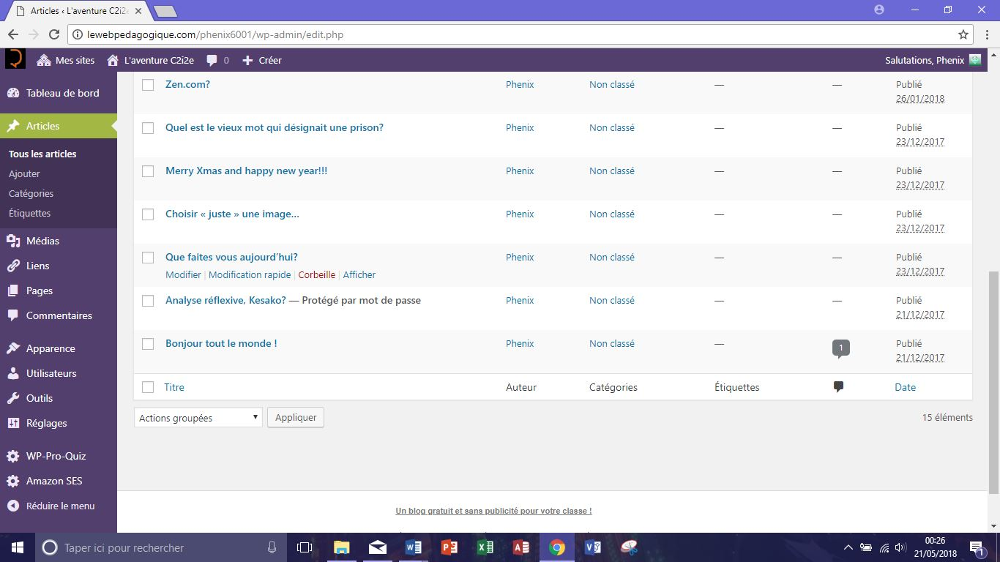 Articles ‹ L'aventure C2i2e
lewebpedagogique.com/phenix6001/wp-admin/edit.php
Mes sites L'aventure C2i2e 0 Créer Salutations, Phenix
Tableau de bord
Articles
Tous les articles
Ajouter
Catégories
Étiquettes
Médias
Liens
Pages
Commentaires
Apparence
Utilisateurs
Outils
Réglages
WP-Pro-Quiz
Amazon SES
Réduire le menu
Zen.com? Phenix Non classé — — Publié
26/01/2018
Quel est le vieux mot qui désignait une prison? Phenix Non classé — — Publié
23/12/2017
Merry Xmas and happy new year!!! Phenix Non classé — — Publié
23/12/2017
Choisir « juste » une image... Phenix Non classé — — Publié
23/12/2017
Que faites vous aujourd'hui? Phenix Non classé — — Publié
Modifier | Modification rapide | Corbeille | Afficher 23/12/2017
Analyse réflexive, Kesako? — Protégé par mot de passe Phenix Non classé — — Publié
21/12/2017
Bonjour tout le monde ! Phenix Non classé — 1 Publié
21/12/2017
Titre Auteur Catégories Étiquettes Date
Actions groupées Appliquer 15 éléments
Un blog gratuit et sans publicité pour votre classe !
Taper ici pour rechercher
00:26
21/05/2018
1